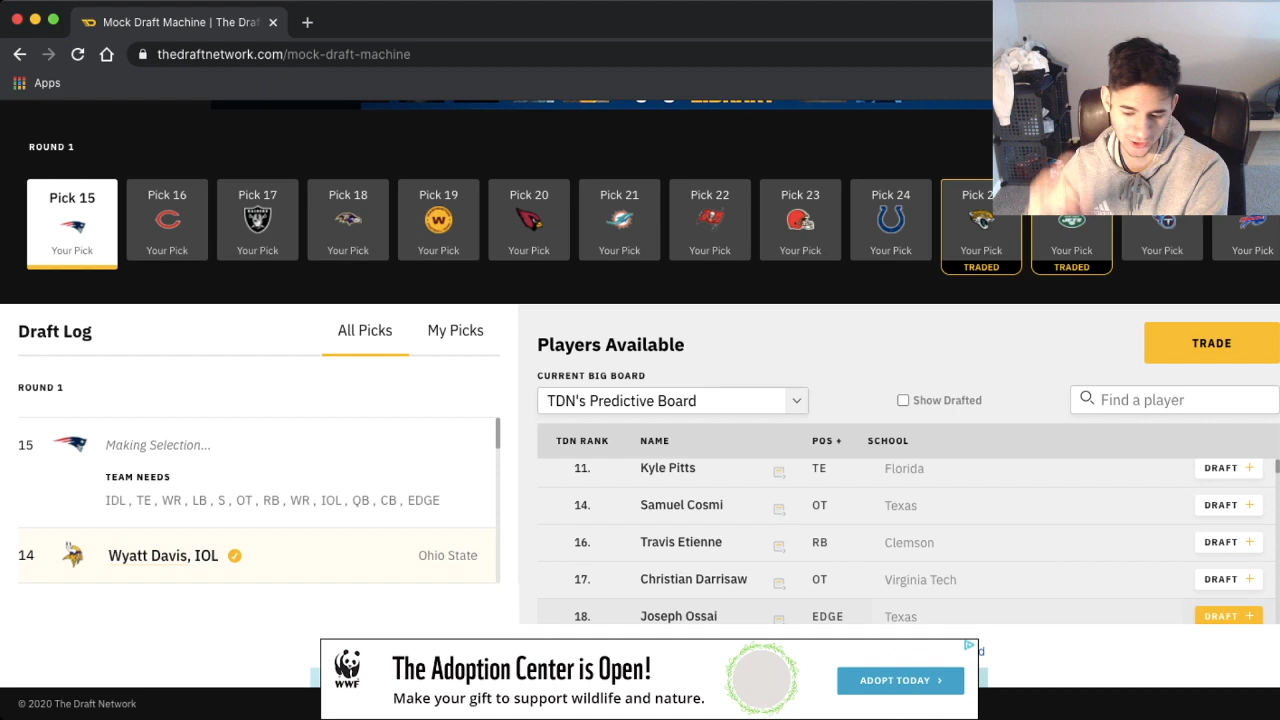 Mock Draft Machine | The Draf
thedraftnetwork.com/mock-draft-machine
Apps
LIBRARY
ROUND 1
Pick 15
Your Pick
Pick 16
Your Pick
Pick 17
Your Pick
Pick 18
Your Pick
Pick 19
Your Pick
Pick 20
Your Pick
Pick 21
Your Pick
Pick 22
Your Pick
Pick 23
Your Pick
Pick 24
Your Pick
Pick 2
Your Pick
TRADED
Your Pick
TRADED
Your Pick
Your Pick
Draft Log
All Picks
My Picks
ROUND 1
15
Making Selection...
TEAM NEEDS
IDL , TE , WR , LB , S , OT , RB , WR , IOL , QB , CB , EDGE
14
Wyatt Davis, IOL
Ohio State
Players Available
TRADE
CURRENT BIG BOARD
TDN's Predictive Board
Show Drafted
Find a player
TDN RANK NAME POS + SCHOOL
11. Kyle Pitts TE Florida DRAFT +
14. Samuel Cosmi OT Texas DRAFT +
16. Travis Etienne RB Clemson DRAFT +
17. Christian Darrisaw OT Virginia Tech DRAFT +
18. Joseph Ossai EDGE Texas DRAFT +
WWF
The Adoption Center is Open!
Make your gift to support wildlife and nature.
ADOPT TODAY >
d
© 2020 The Draft Network